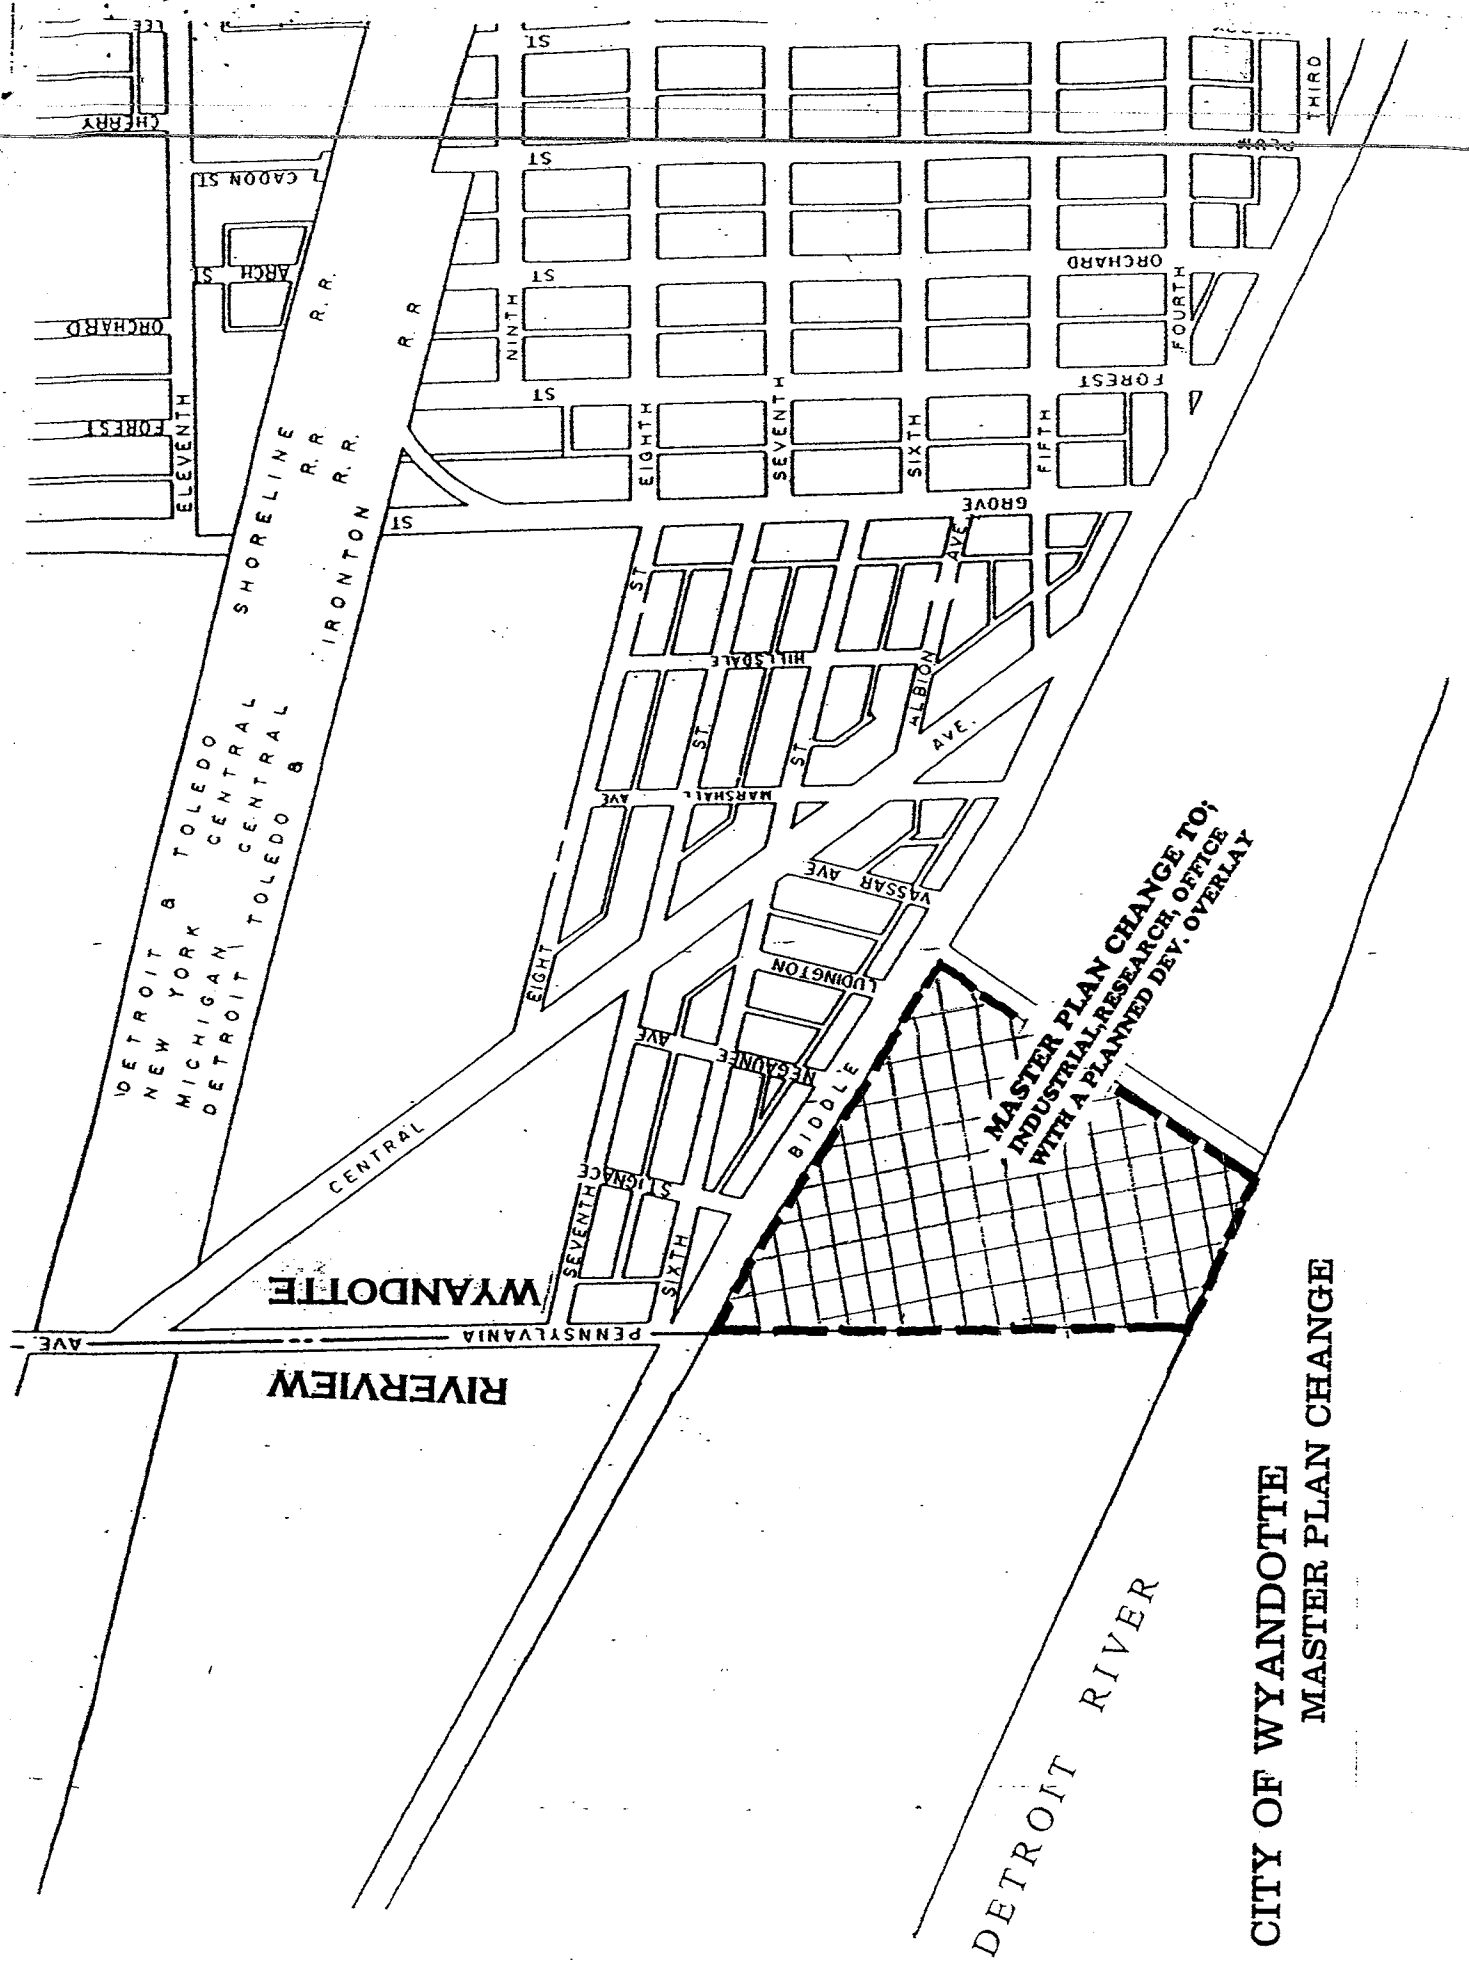 LEE
CHERRY
CADON ST
ARCH ST
ORCHARD
FOREST
ELEVENTH
ST
ST
ST
ST
ST
NINTH
EIGHTH
SEVENTH
SIXTH
FIFTH
FOURTH
THIRD
PLUM
ORCHARD
FOREST
GROVE
DETROIT & TOLEDO SHORELINE R. R.
NEW YORK CENTRAL R. R.
MICHIGAN CENTRAL R. R.
DETROIT TOLEDO & IRONTON R. R
ST
HILLSDALE
ST.
ST
ALBION AVE
AVE.
MARSHALL AVE
VASSAR AVE
LUDINGTON
NEGAUNEE AVE
EIGHT
BIDDLE
CENTRAL
ST IGNACE
SEVENTH
SIXTH
PENNSYLVANIA AVE.
WYANDOTTE
RIVERVIEW
MASTER PLAN CHANGE TO;
INDUSTRIAL, RESEARCH, OFFICE
WITH A PLANNED DEV. OVERLAY
DETROIT RIVER
CITY OF WYANDOTTE
MASTER PLAN CHANGE